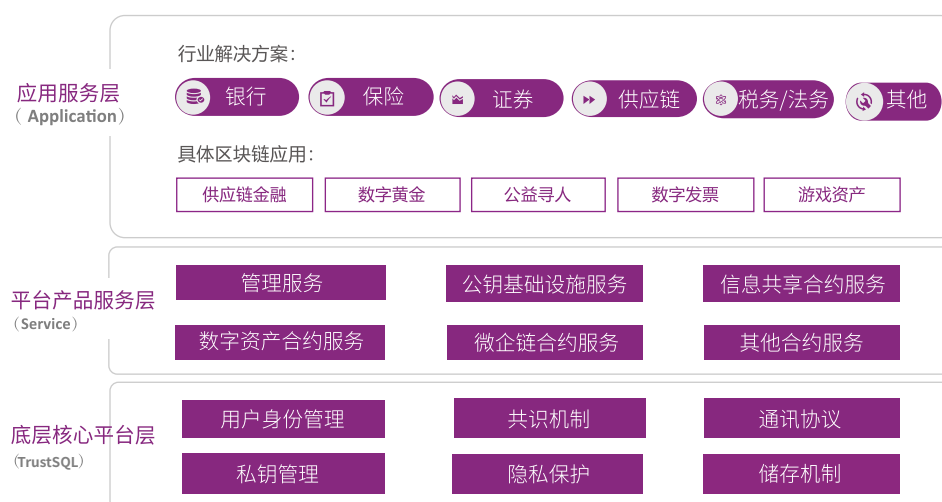 行业解决方案：
应用服务层
（Application）
银行 保险 证券 供应链 税务/法务 其他
具体区块链应用：
供应链金融 数字黄金 公益寻人 数字发票 游戏资产
平台产品服务层
（Service）
管理服务 公钥基础设施服务 信息共享合约服务
数字资产合约服务 微企链合约服务 其他合约服务
底层核心平台层
（TrustSQL）
用户身份管理 共识机制 通讯协议
私钥管理 隐私保护 储存机制